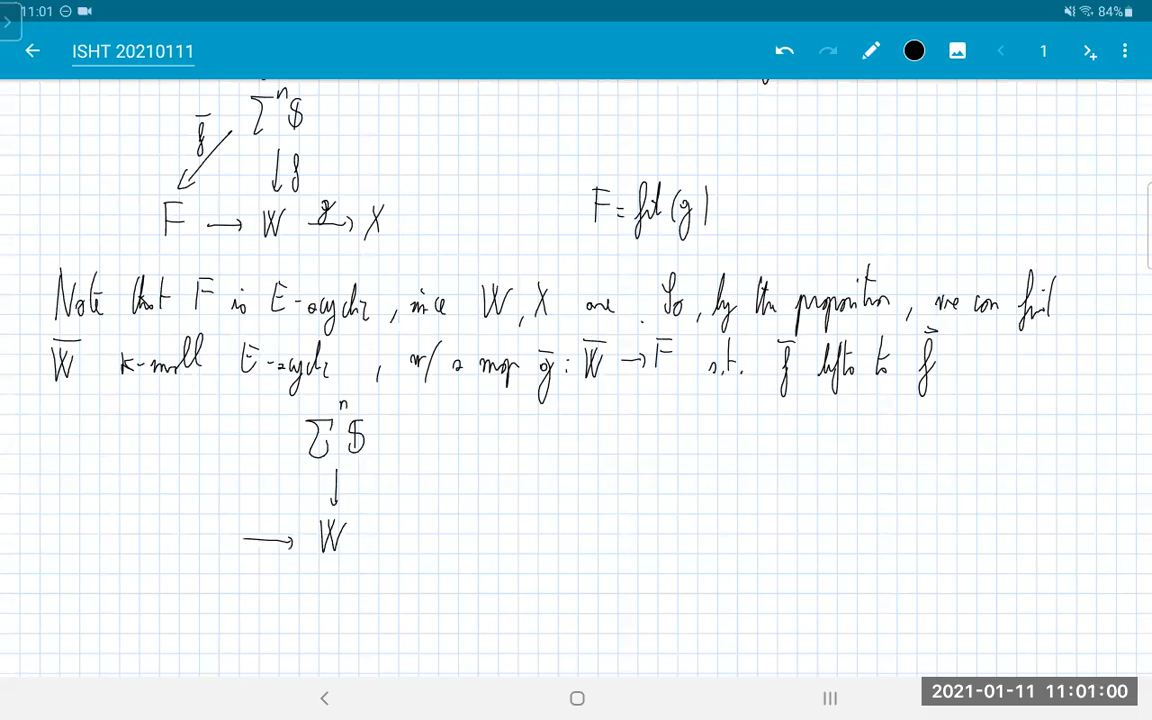 11:01
84%
ISHT 20210111
1
Σⁿ 𝕊
f̄
↓ f
F → W →g X
F = fib(g)
Note that F is E-acyclic, since W, X are. So, by the proposition, we can find
W̄ κ-small E-acyclic, w/ a map ḡ : W̄ → F s.t. f̄ lifts to f̄̄
Σⁿ 𝕊
↓
→ W
2021-01-11 11:01:00